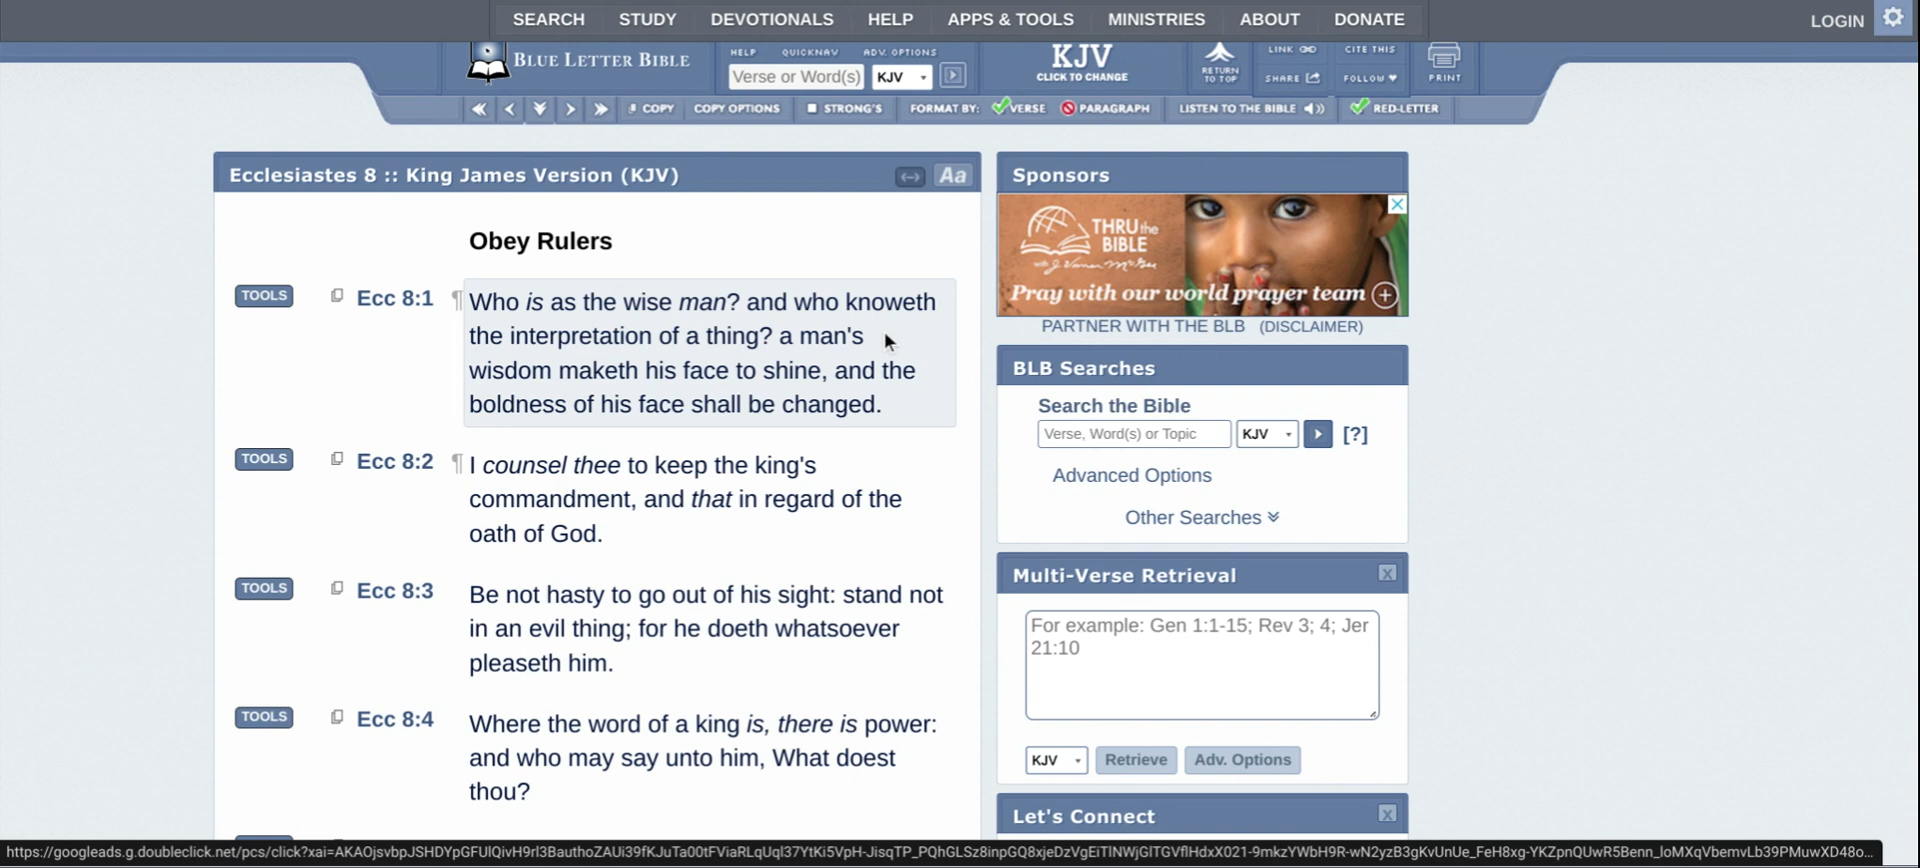 SEARCH STUDY DEVOTIONALS HELP APPS & TOOLS MINISTRIES ABOUT DONATE LOGIN
BLUE LETTER BIBLE
HELP QUICKNAV ADV. OPTIONS
Verse or Word(s) KJV
KJV
CLICK TO CHANGE
RETURN
TO TOP
LINK CITE THIS
SHARE FOLLOW
PRINT
COPY COPY OPTIONS STRONG'S FORMAT BY: VERSE PARAGRAPH LISTEN TO THE BIBLE RED-LETTER
Ecclesiastes 8 :: King James Version (KJV) Aa
Obey Rulers
TOOLS Ecc 8:1 ¶ Who is as the wise man? and who knoweth
the interpretation of a thing? a man's
wisdom maketh his face to shine, and the
boldness of his face shall be changed.
TOOLS Ecc 8:2 ¶ I counsel thee to keep the king's
commandment, and that in regard of the
oath of God.
TOOLS Ecc 8:3 Be not hasty to go out of his sight: stand not
in an evil thing; for he doeth whatsoever
pleaseth him.
TOOLS Ecc 8:4 Where the word of a king is, there is power:
and who may say unto him, What doest
thou?
Sponsors
THRU the
BIBLE
with J. Vernon McGee
Pray with our world prayer team
PARTNER WITH THE BLB (DISCLAIMER)
BLB Searches
Search the Bible
Verse, Word(s) or Topic KJV [?]
Advanced Options
Other Searches
Multi-Verse Retrieval
For example: Gen 1:1-15; Rev 3; 4; Jer
21:10
KJV Retrieve Adv. Options
Let's Connect